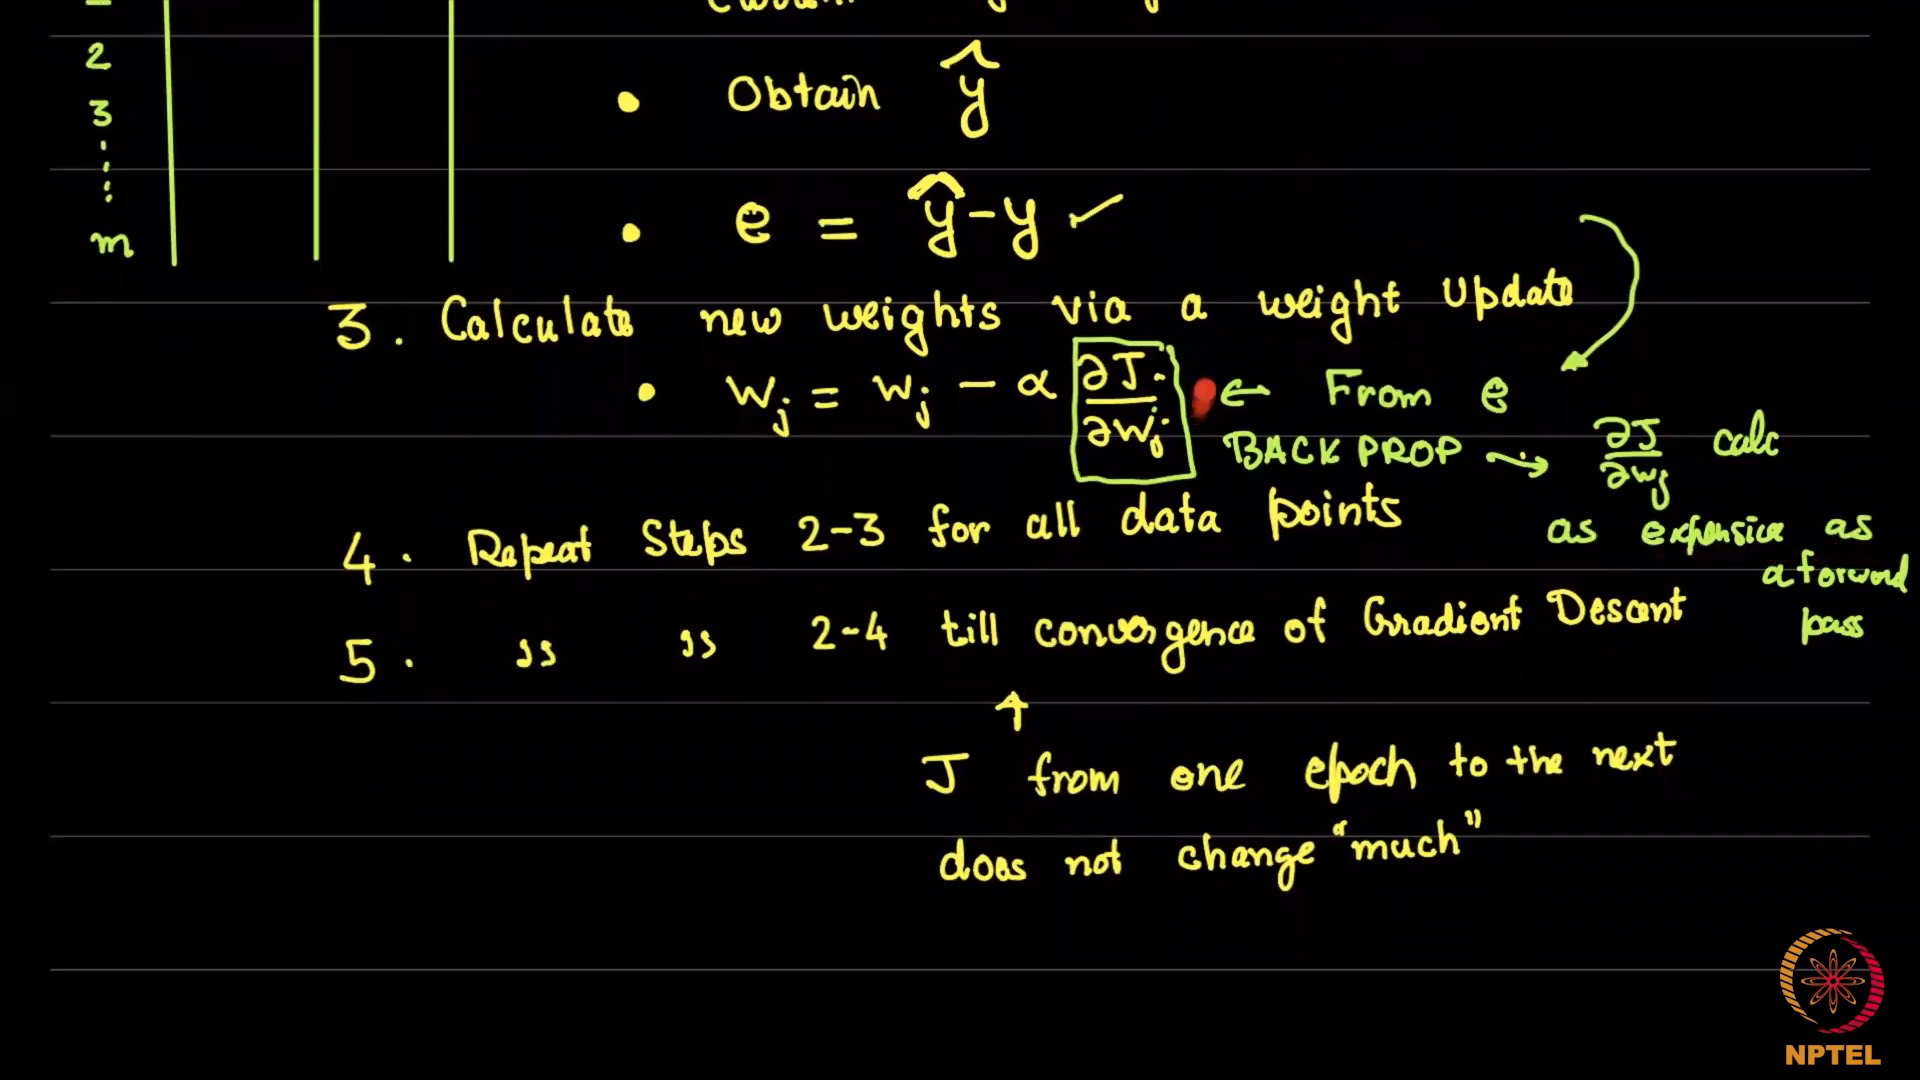 2
• Obtain ŷ
3
⋮
m
• e = ŷ - y ✓
3. Calculate new weights via a weight update
• Wj = Wj - α ∂J/∂Wj ← From e
BACK PROP → ∂J/∂wj calc
as expensive as
a forward
pass
4. Repeat Steps 2-3 for all data points
5. " " 2-4 till convergence of Gradient Descent
↑
J from one epoch to the next
does not change "much"
NPTEL